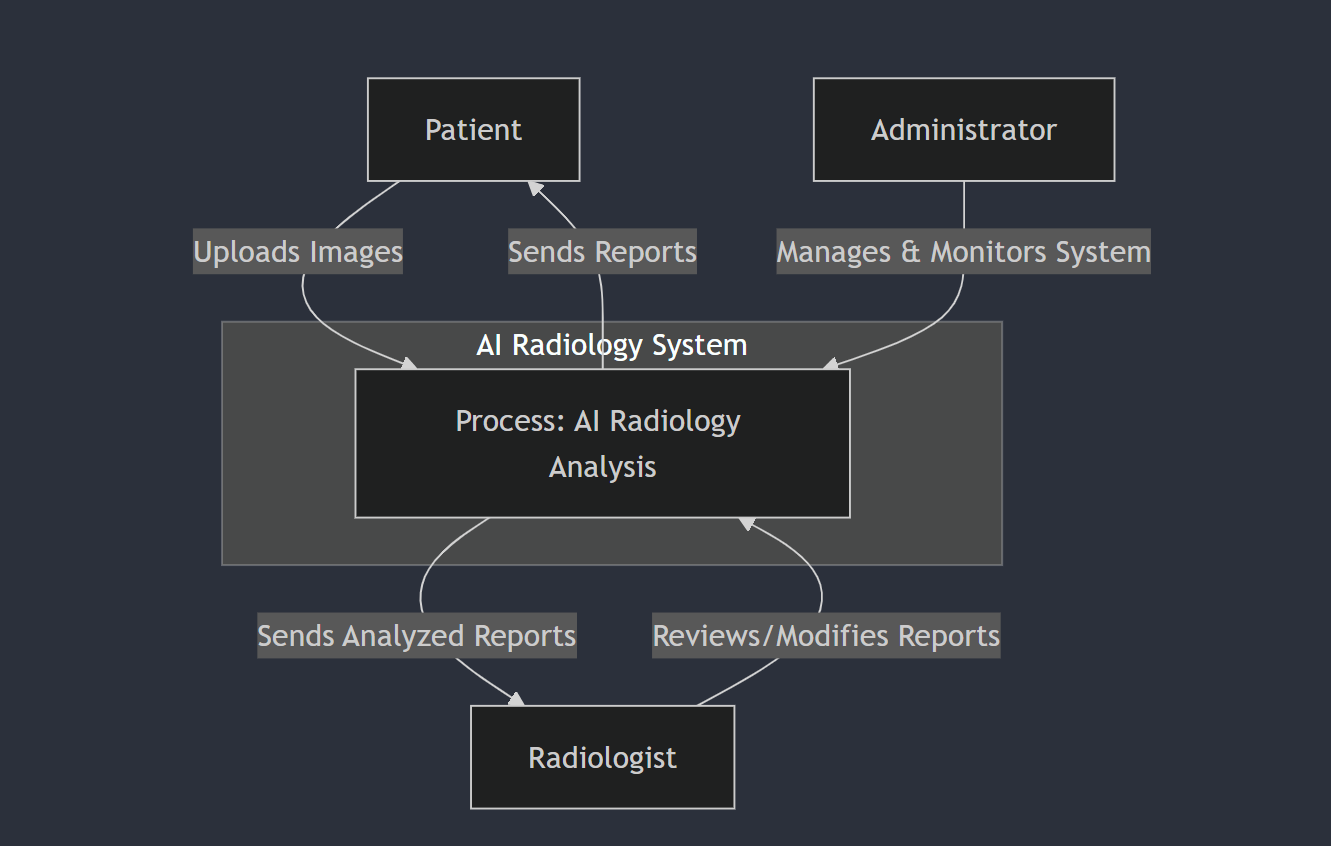 Patient
Administrator
Uploads Images
Sends Reports
Manages & Monitors System
AI Radiology System
Process: AI Radiology
Analysis
Sends Analyzed Reports
Reviews/Modifies Reports
Radiologist